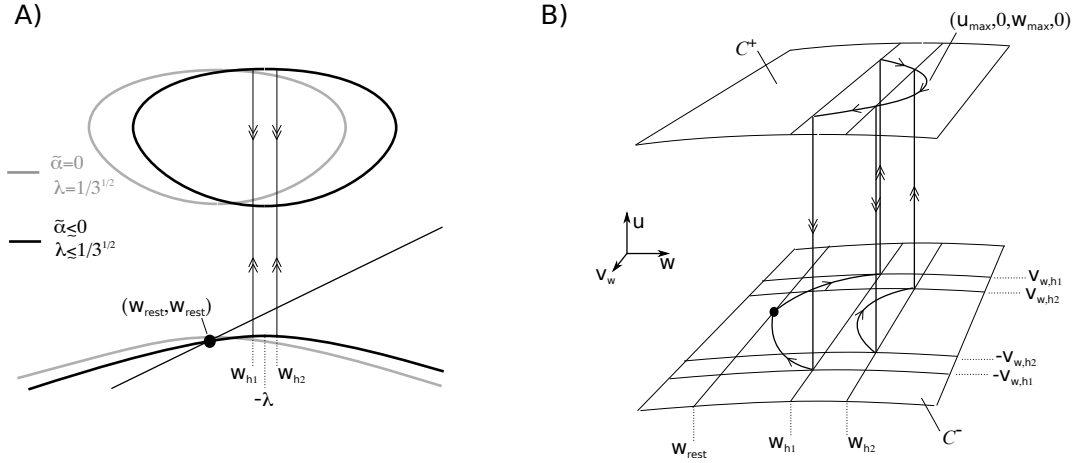 A)
α̃=0
λ=1/3^1/2
α̃≲0
λ≲1/3^1/2
(w_rest,w_rest)
w_h1
w_h2
-λ
B)
(u_max,0,w_max,0)
C^+
u
w
v_w
v_w,h1
v_w,h2
-v_w,h2
-v_w,h1
C^-
w_rest
w_h1
w_h2